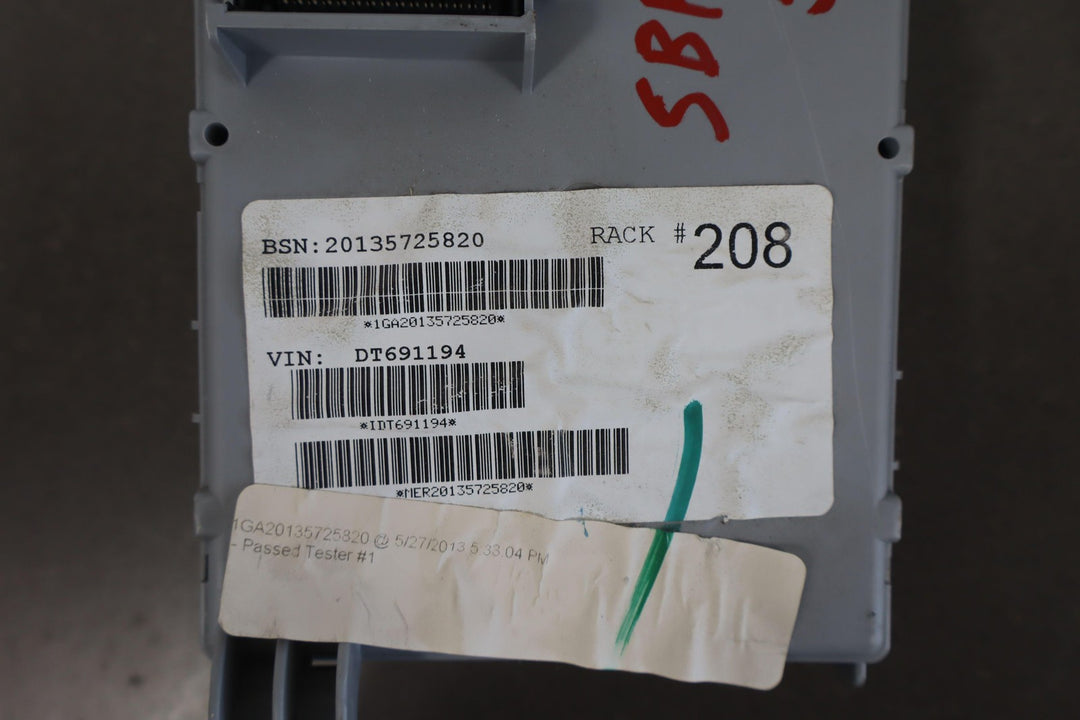 BSN:20135725820
RACK # 208
*1GA20135725820*
VIN: DT691194
*IDT691194*
*MER20135725820*
1GA20135725820 @ 5/27/2013 5:33:04 PM
- Passed Tester #1